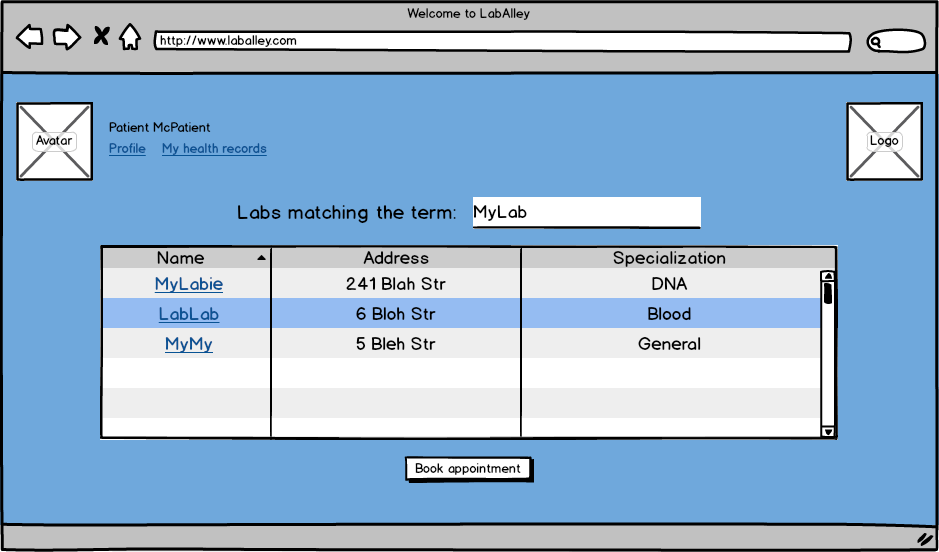 Welcome to LabAlley
http://www.laballey.com
Avatar
Patient McPatient
Profile My health records
Logo
Labs matching the term: MyLab
Name Address Specialization
MyLabie 241 Blah Str DNA
LabLab 6 Bloh Str Blood
MyMy 5 Bleh Str General
Book appointment